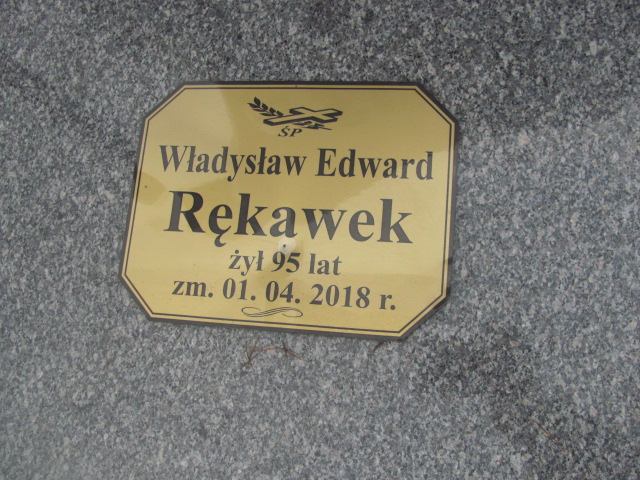 ŚP
Władysław Edward
Rękawek
żył 95 lat
zm. 01. 04. 2018 r.